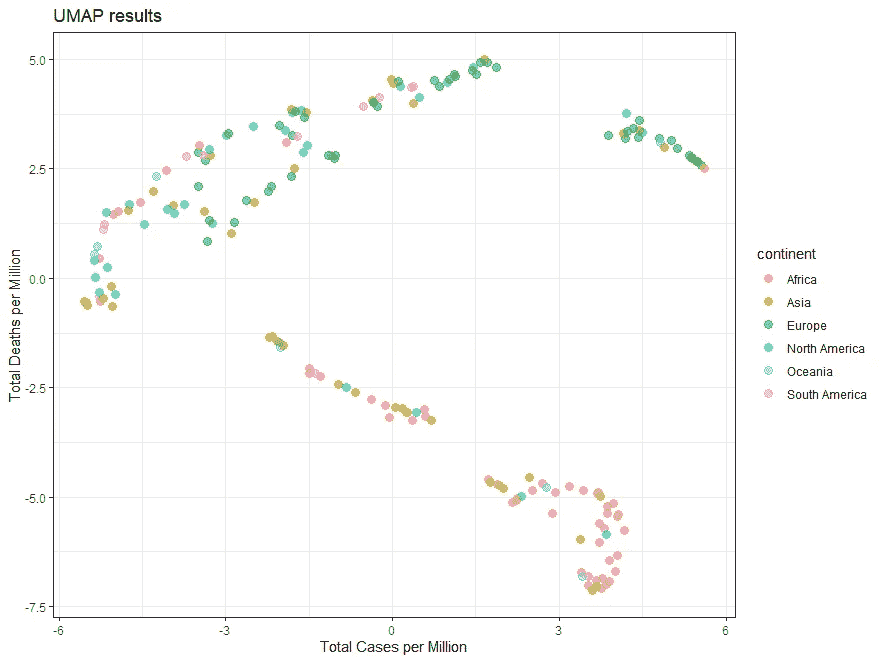 UMAP results
Total Deaths per Million
5.0
2.5
0.0
-2.5
-5.0
-7.5
-6
-3
0
3
6
Total Cases per Million
continent
Africa
Asia
Europe
North America
Oceania
South America